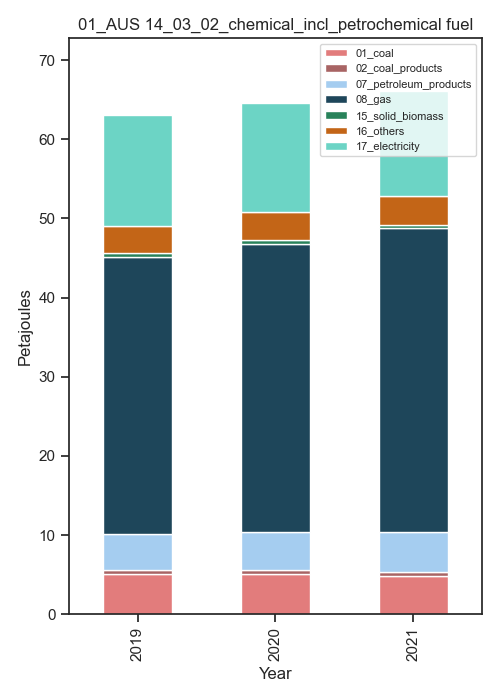 01_AUS 14_03_02_chemical_incl_petrochemical fuel
01_coal
02_coal_products
07_petroleum_products
08_gas
15_solid_biomass
16_others
17_electricity
Petajoules
70
60
50
40
30
20
10
0
2019
2020
2021
Year